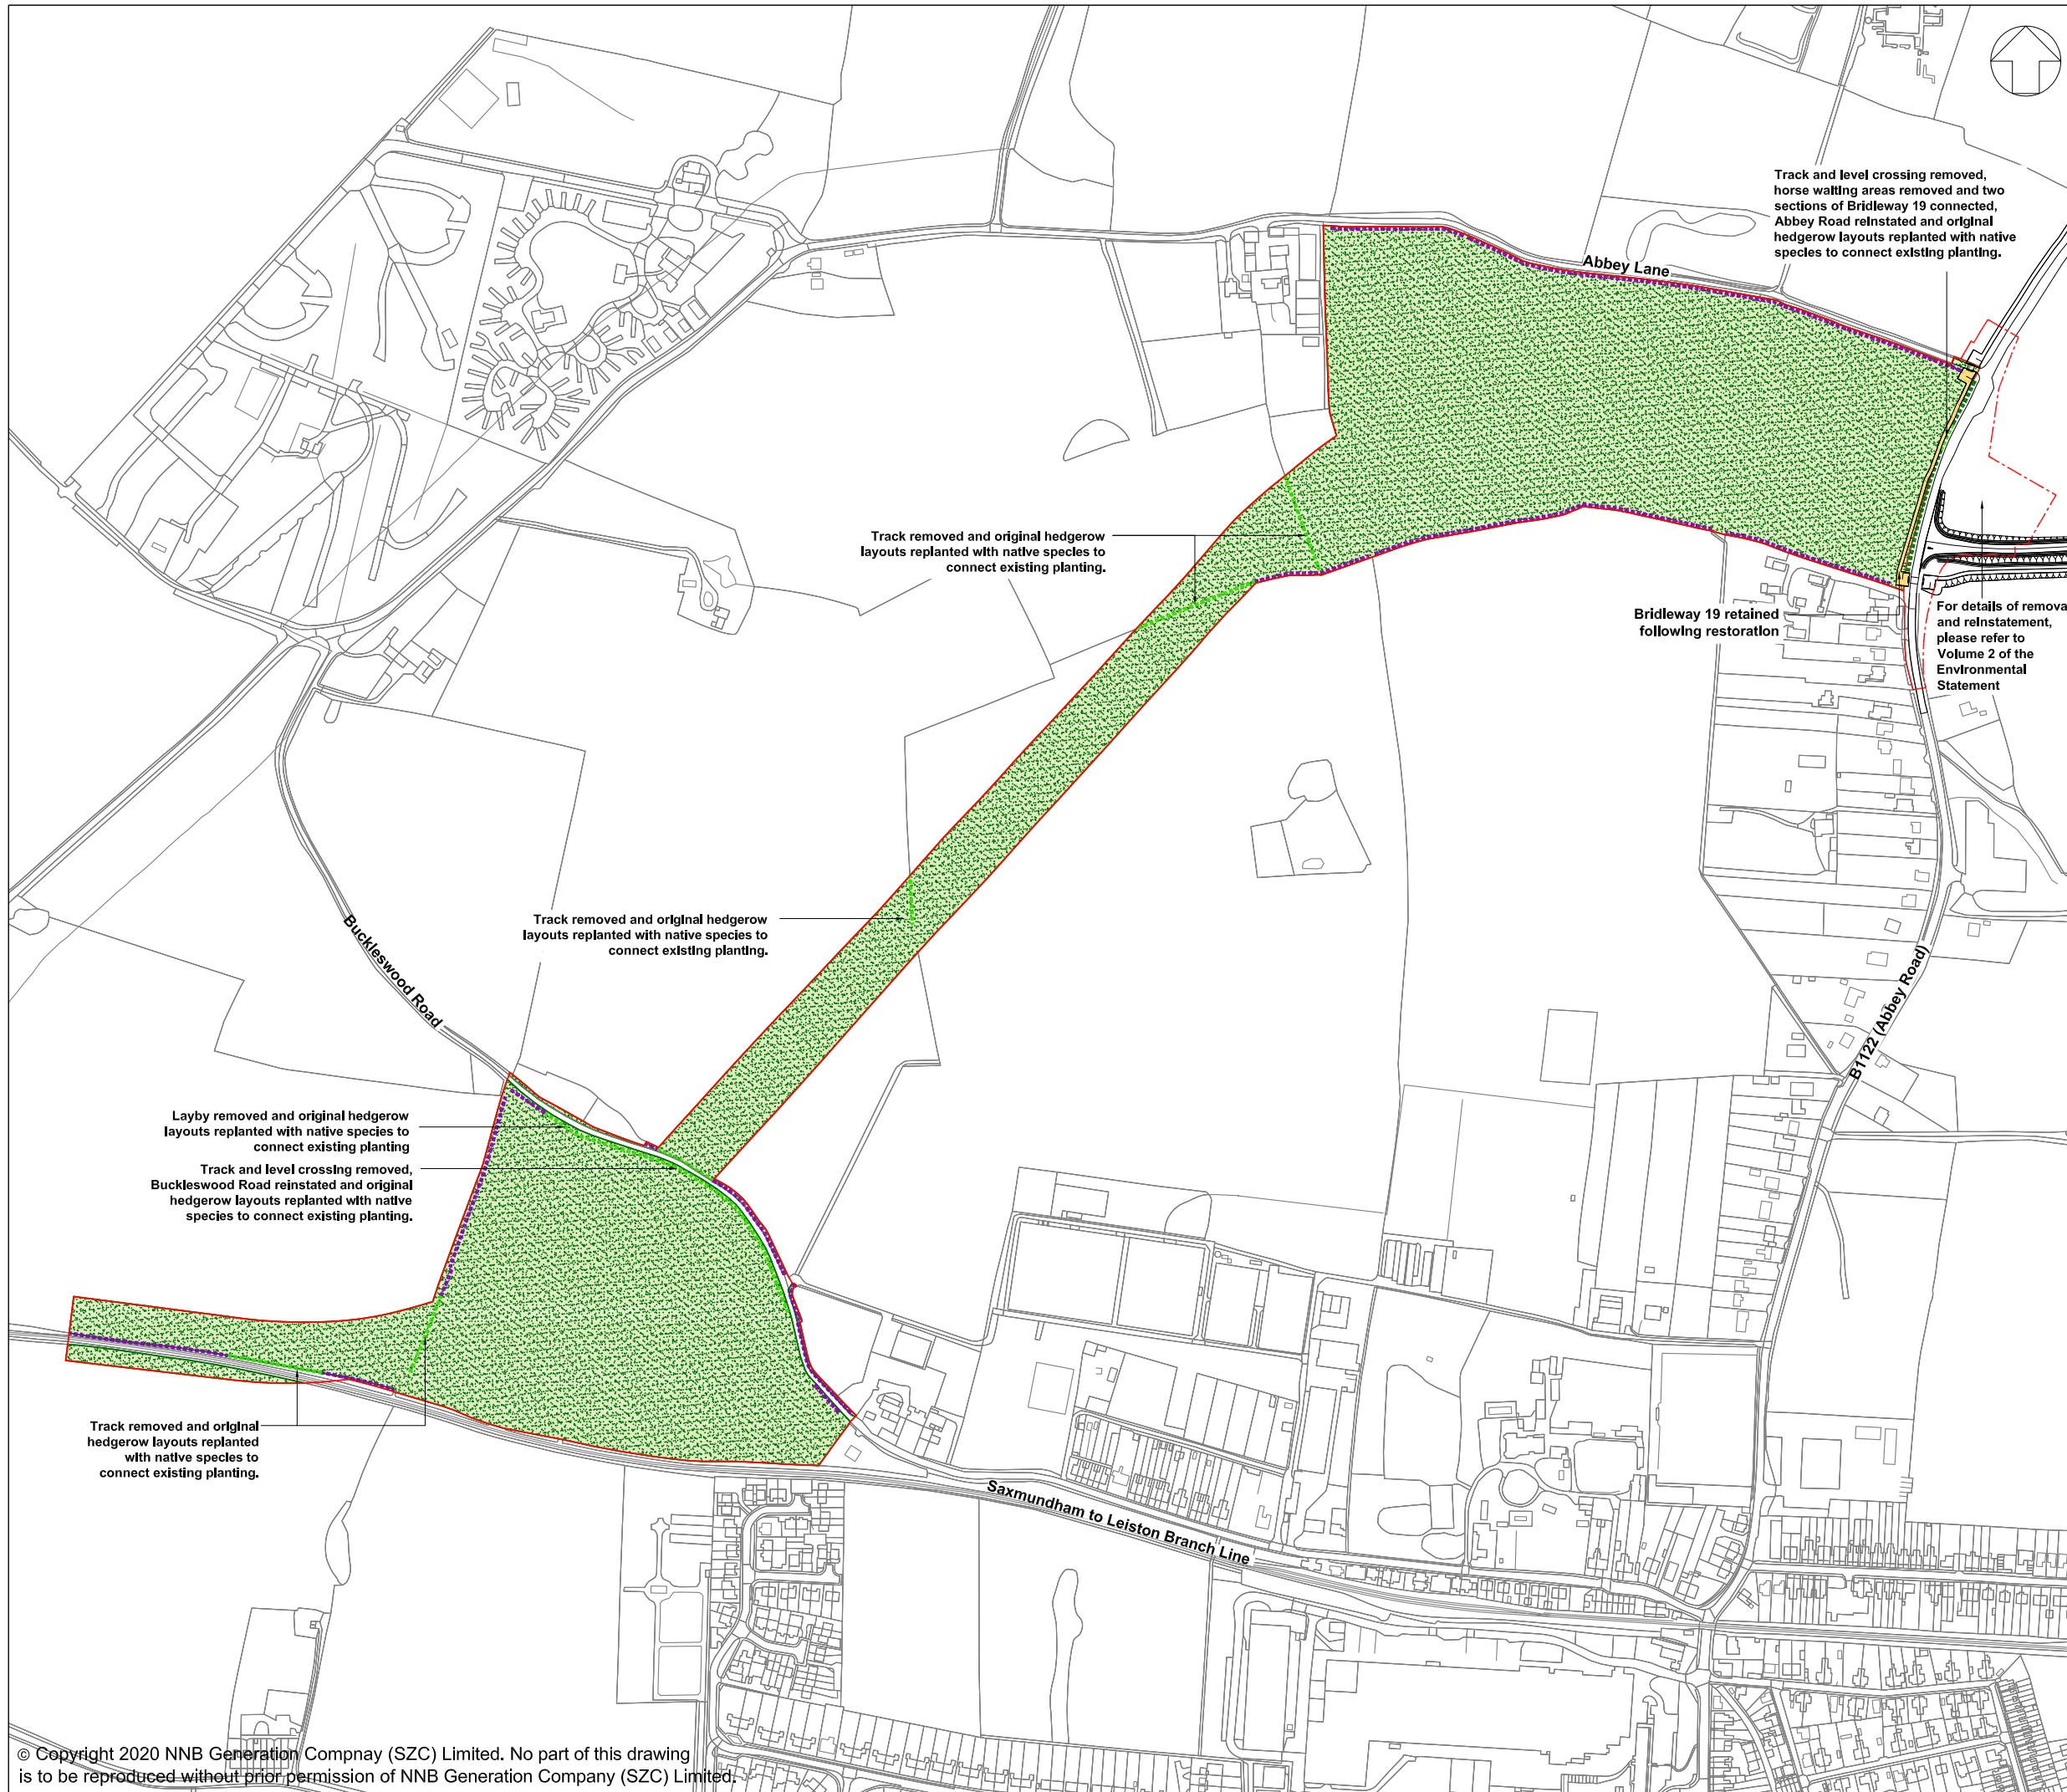 Track and level crossing removed,
horse waiting areas removed and two
sections of Bridleway 19 connected,
Abbey Road reinstated and original
hedgerow layouts replanted with native
species to connect existing planting.
Abbey Lane
Track removed and original hedgerow
layouts replanted with native species to
connect existing planting.
Bridleway 19 retained
following restoration
For details of remova
and reinstatement,
please refer to
Volume 2 of the
Environmental
Statement
Track removed and original hedgerow
layouts replanted with native species to
connect existing planting.
Buckleswood Road
B1122 (Abbey Road)
Layby removed and original hedgerow
layouts replanted with native species to
connect existing planting
Track and level crossing removed,
Buckleswood Road reinstated and original
hedgerow layouts replanted with native
species to connect existing planting.
Track removed and original
hedgerow layouts replanted
with native species to
connect existing planting.
Saxmundham to Leiston Branch Line
© Copyright 2020 NNB Generation Compnay (SZC) Limited. No part of this drawing
is to be reproduced without prior permission of NNB Generation Company (SZC) Limited.